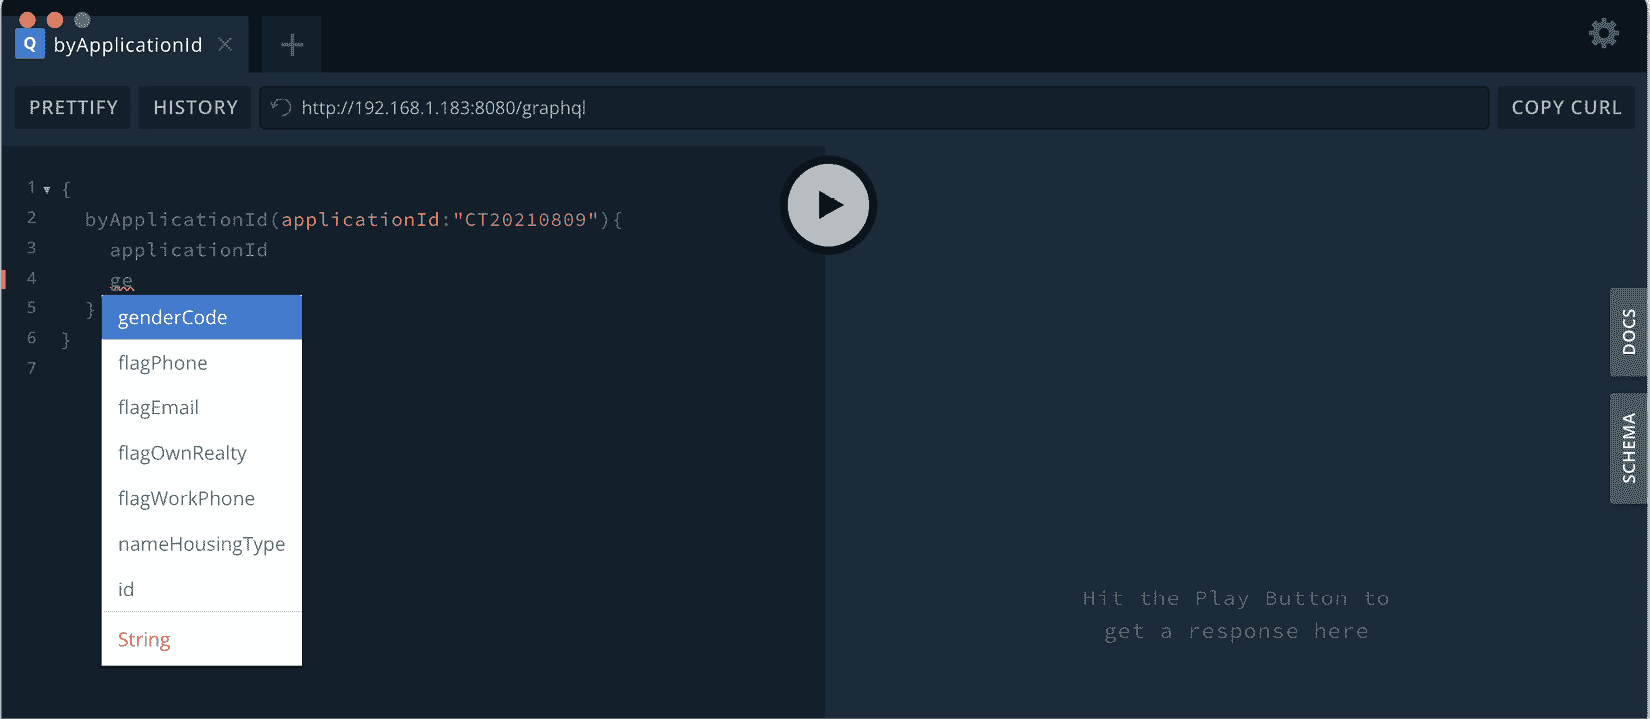 Q byApplicationId
PRETTIFY HISTORY http://192.168.1.183:8080/graphql COPY CURL
1 {
2 byApplicationId(applicationId:"CT20210809"){
3 applicationId
4 ge
5 }
6 }
7
genderCode
flagPhone
flagEmail
flagOwnRealty
flagWorkPhone
nameHousingType
id
String
Hit the Play Button to
get a response here
DOCS
SCHEMA